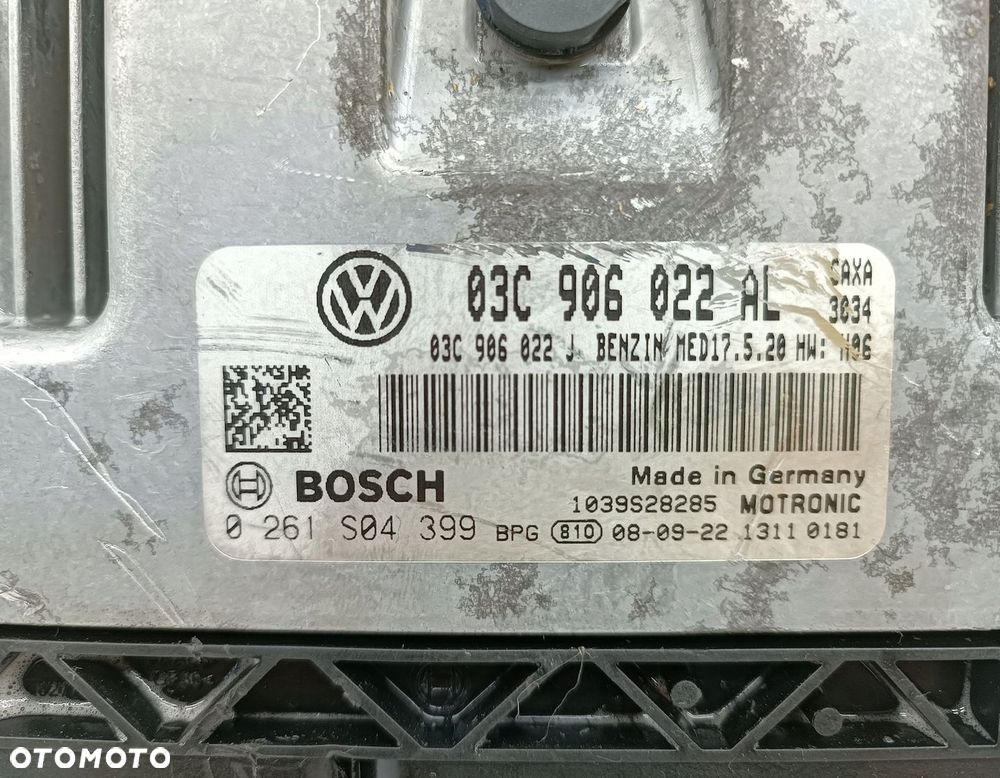 03C 906 022 AL CAXA
3034
03C 906 022 J BENZIN MED17.5.20 HW: H06
BOSCH Made in Germany
1039S28285 MOTRONIC
0 261 S04 399 BPG 810 08-09-22 1311 0181
OTOMOTO